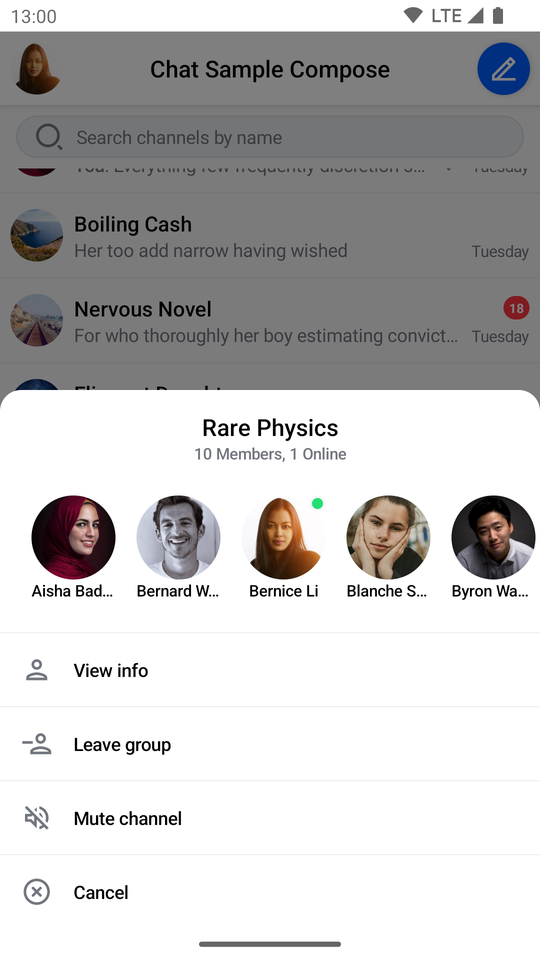 13:00
LTE
Chat Sample Compose
Search channels by name
You: Everything few frequently discretion s...
Tuesday
Boiling Cash
Her too add narrow having wished
Tuesday
Nervous Novel
18
For who thoroughly her boy estimating convict...
Tuesday
Rare Physics
10 Members, 1 Online
Aisha Bad...
Bernard W...
Bernice Li
Blanche S...
Byron Wa...
View info
Leave group
Mute channel
Cancel